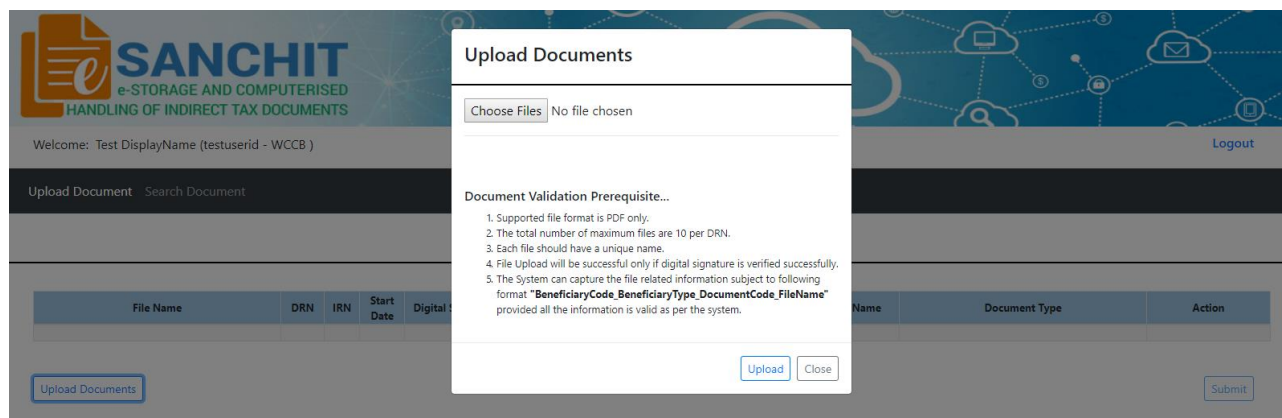 SANCHIT
e-STORAGE AND COMPUTERISED
HANDLING OF INDIRECT TAX DOCUMENTS
Welcome: Test DisplayName (testuserid - WCCB )
Logout
Upload Document Search Document
Upload Documents
Choose Files No file chosen
Document Validation Prerequisite...
1. Supported file format is PDF only.
2. The total number of maximum files are 10 per DRN.
3. Each file should have a unique name.
4. File Upload will be successful only if digital signature is verified successfully.
5. The System can capture the file related information subject to following
format "BeneficiaryCode_BeneficiaryType_DocumentCode_FileName"
provided all the information is valid as per the system.
Upload Close
File Name DRN IRN Start Date Digital Name Document Type Action
Upload Documents
Submit